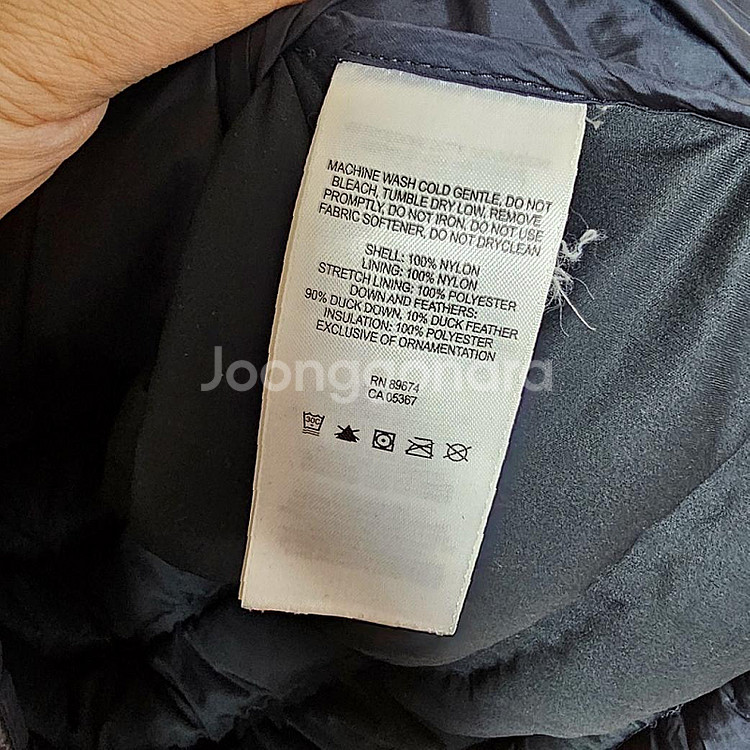 MACHINE WASH COLD GENTLE, DO NOT
BLEACH, TUMBLE DRY LOW, REMOVE
PROMPTLY, DO NOT IRON, DO NOT USE
FABRIC SOFTENER, DO NOT DRYCLEAN
SHELL: 100% NYLON
LINING: 100% NYLON
STRETCH LINING: 100% POLYESTER
DOWN AND FEATHERS:
90% DUCK DOWN, 10% DUCK FEATHER
INSULATION: 100% POLYESTER
EXCLUSIVE OF ORNAMENTATION
Joonggonara
RN 89674
CA 05367
30C